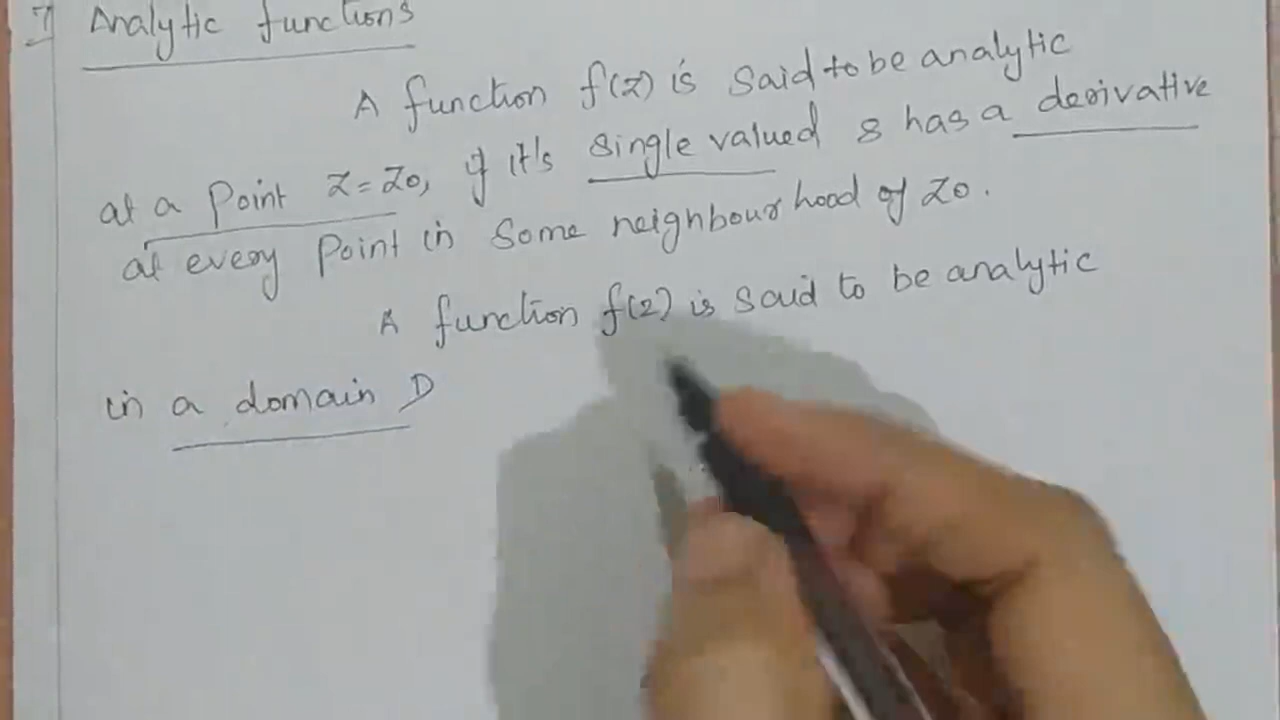 7 Analytic functions
A function f(z) is said to be analytic
at a point z = z0, if it's single valued & has a derivative
at every point in some neighbourhood of z0.
A function f(z) is said to be analytic
in a domain D